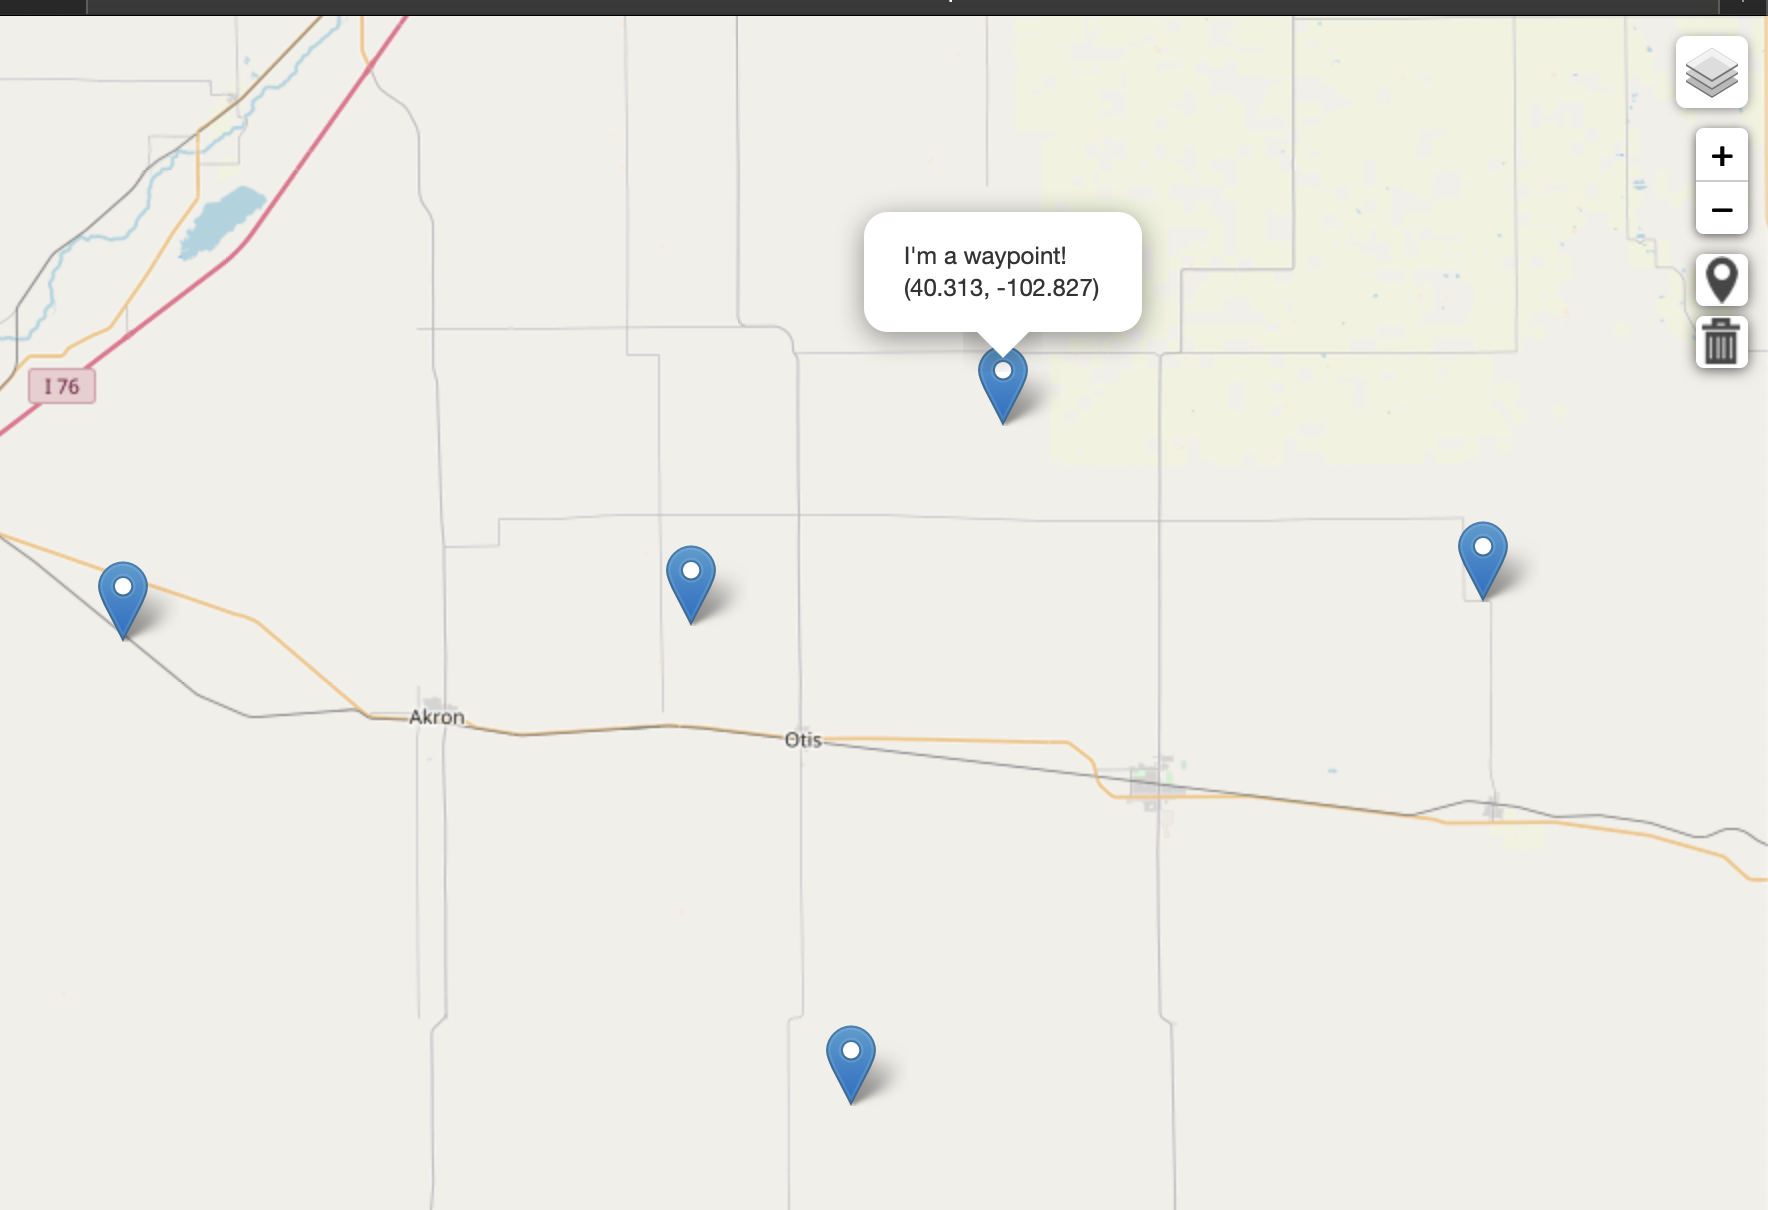 I'm a waypoint!
(40.313, -102.827)
I 76
Akron
Otis
+
−